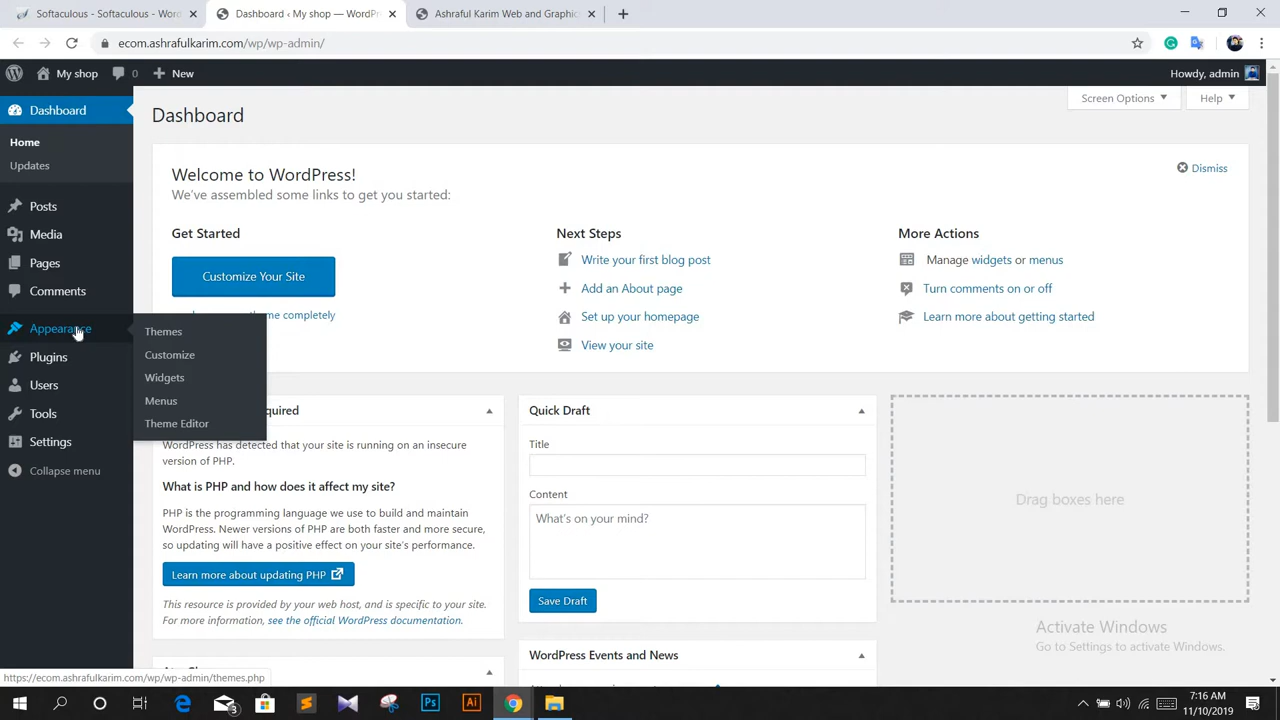 Softaculous - Softaculous - Word
Dashboard ‹ My shop — WordPr
Ashraful Karim Web and Graphic
ecom.ashrafulkarim.com/wp/wp-admin/
My shop
0
New
Howdy, admin
Dashboard
Home
Updates
Posts
Media
Pages
Comments
Appearance
Plugins
Users
Tools
Settings
Collapse menu
Themes
Customize
Widgets
Menus
Theme Editor
Dashboard
Screen Options
Help
Welcome to WordPress!
We've assembled some links to get you started:
Dismiss
Get Started
Customize Your Site
theme completely
Next Steps
Write your first blog post
Add an About page
Set up your homepage
View your site
More Actions
Manage widgets or menus
Turn comments on or off
Learn more about getting started
quired
WordPress has detected that your site is running on an insecure
version of PHP.
What is PHP and how does it affect my site?
PHP is the programming language we use to build and maintain
WordPress. Newer versions of PHP are both faster and more secure,
so updating will have a positive effect on your site's performance.
Learn more about updating PHP
This resource is provided by your web host, and is specific to your site.
For more information, see the official WordPress documentation.
Quick Draft
Title
Content
What's on your mind?
Save Draft
WordPress Events and News
Drag boxes here
Activate Windows
Go to Settings to activate Windows.
https://ecom.ashrafulkarim.com/wp/wp-admin/themes.php
3
Ps
Ai
7:16 AM
11/10/2019